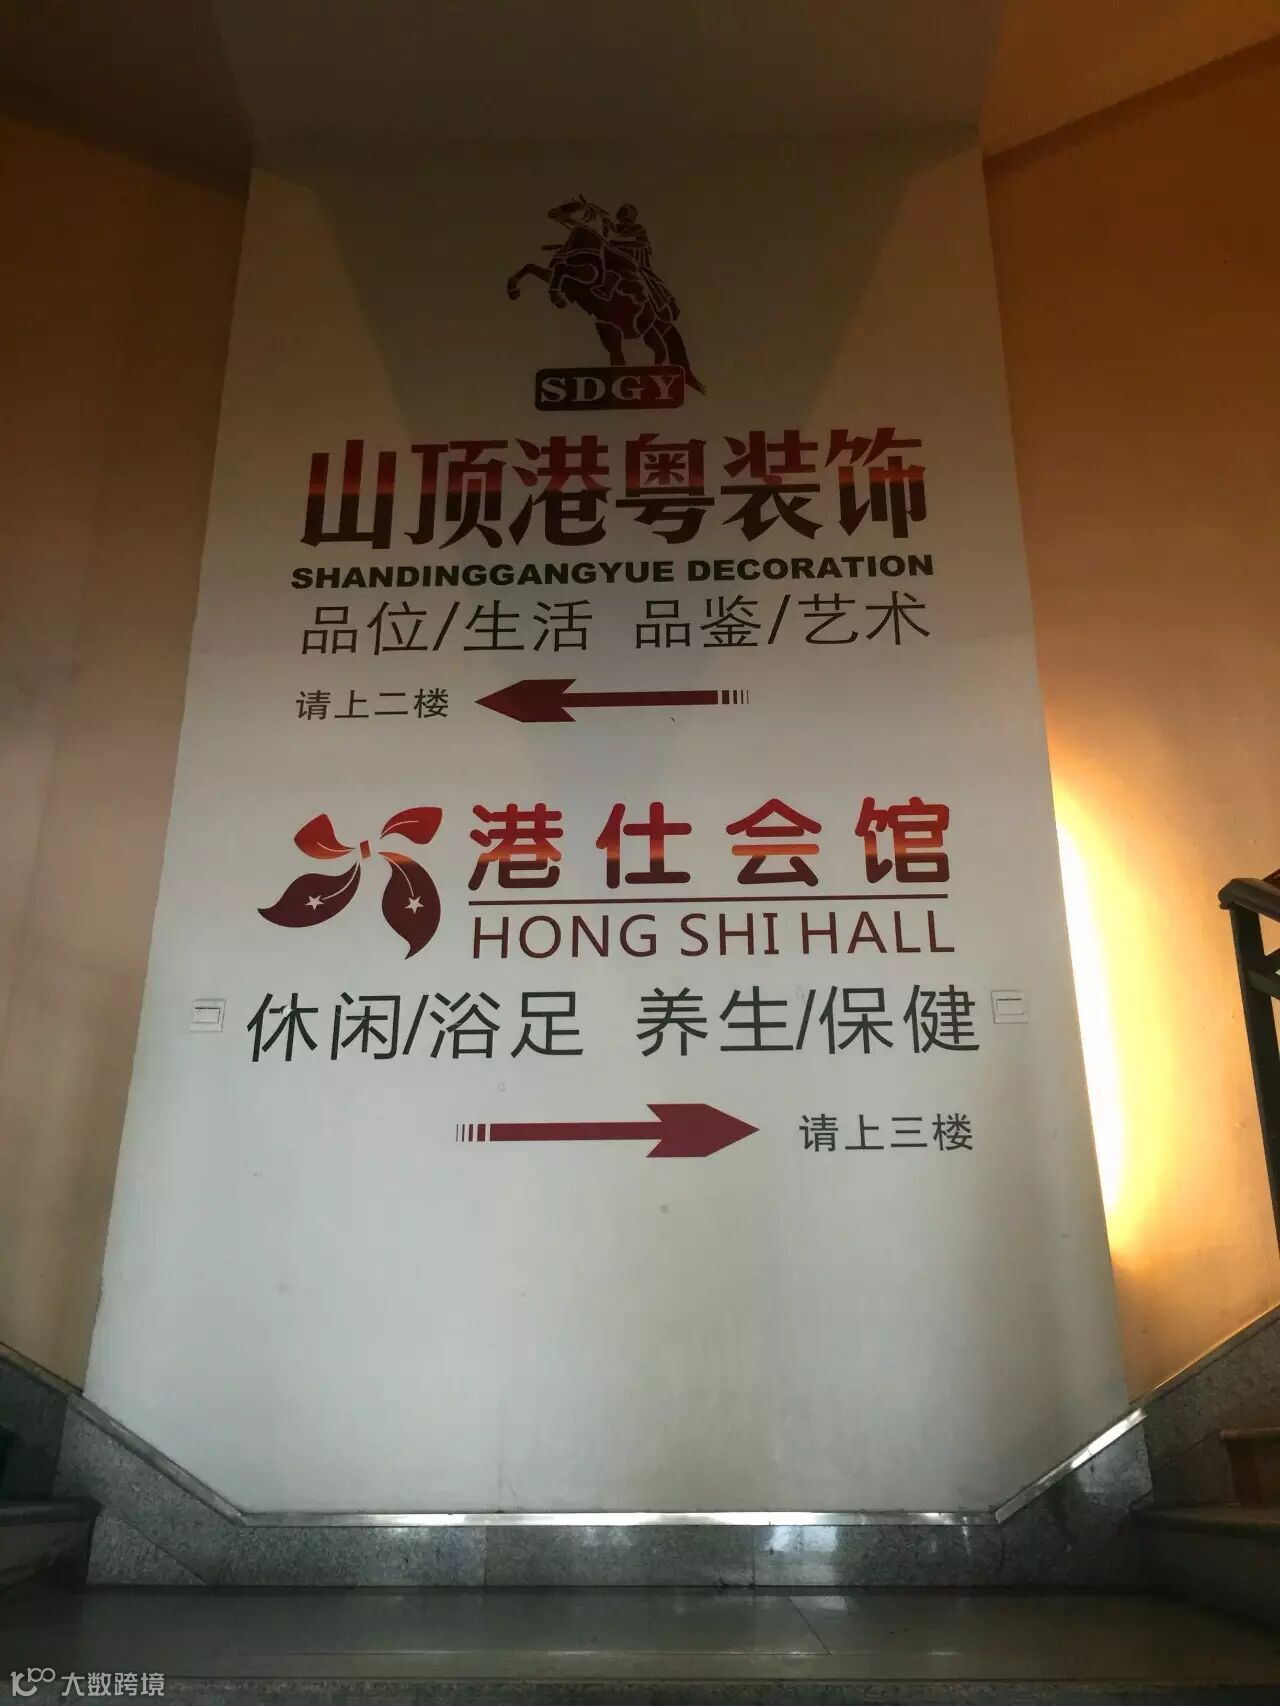 SDGY
山顶港粤装饰
SHANDINGGANGYUE DECORATION
品位/生活 品鉴/艺术
请上二楼
港仕会馆
HONG SHI HALL
休闲/浴足 养生/保健
请上三楼
大数跨境